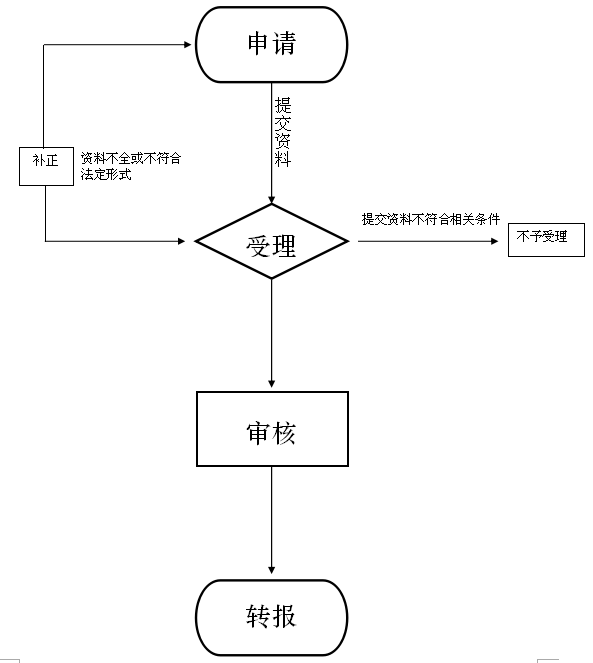 申请
提交资料
补正
资料不全或不符合
法定形式
提交资料不符合相关条件
受理
不予受理
审核
转报